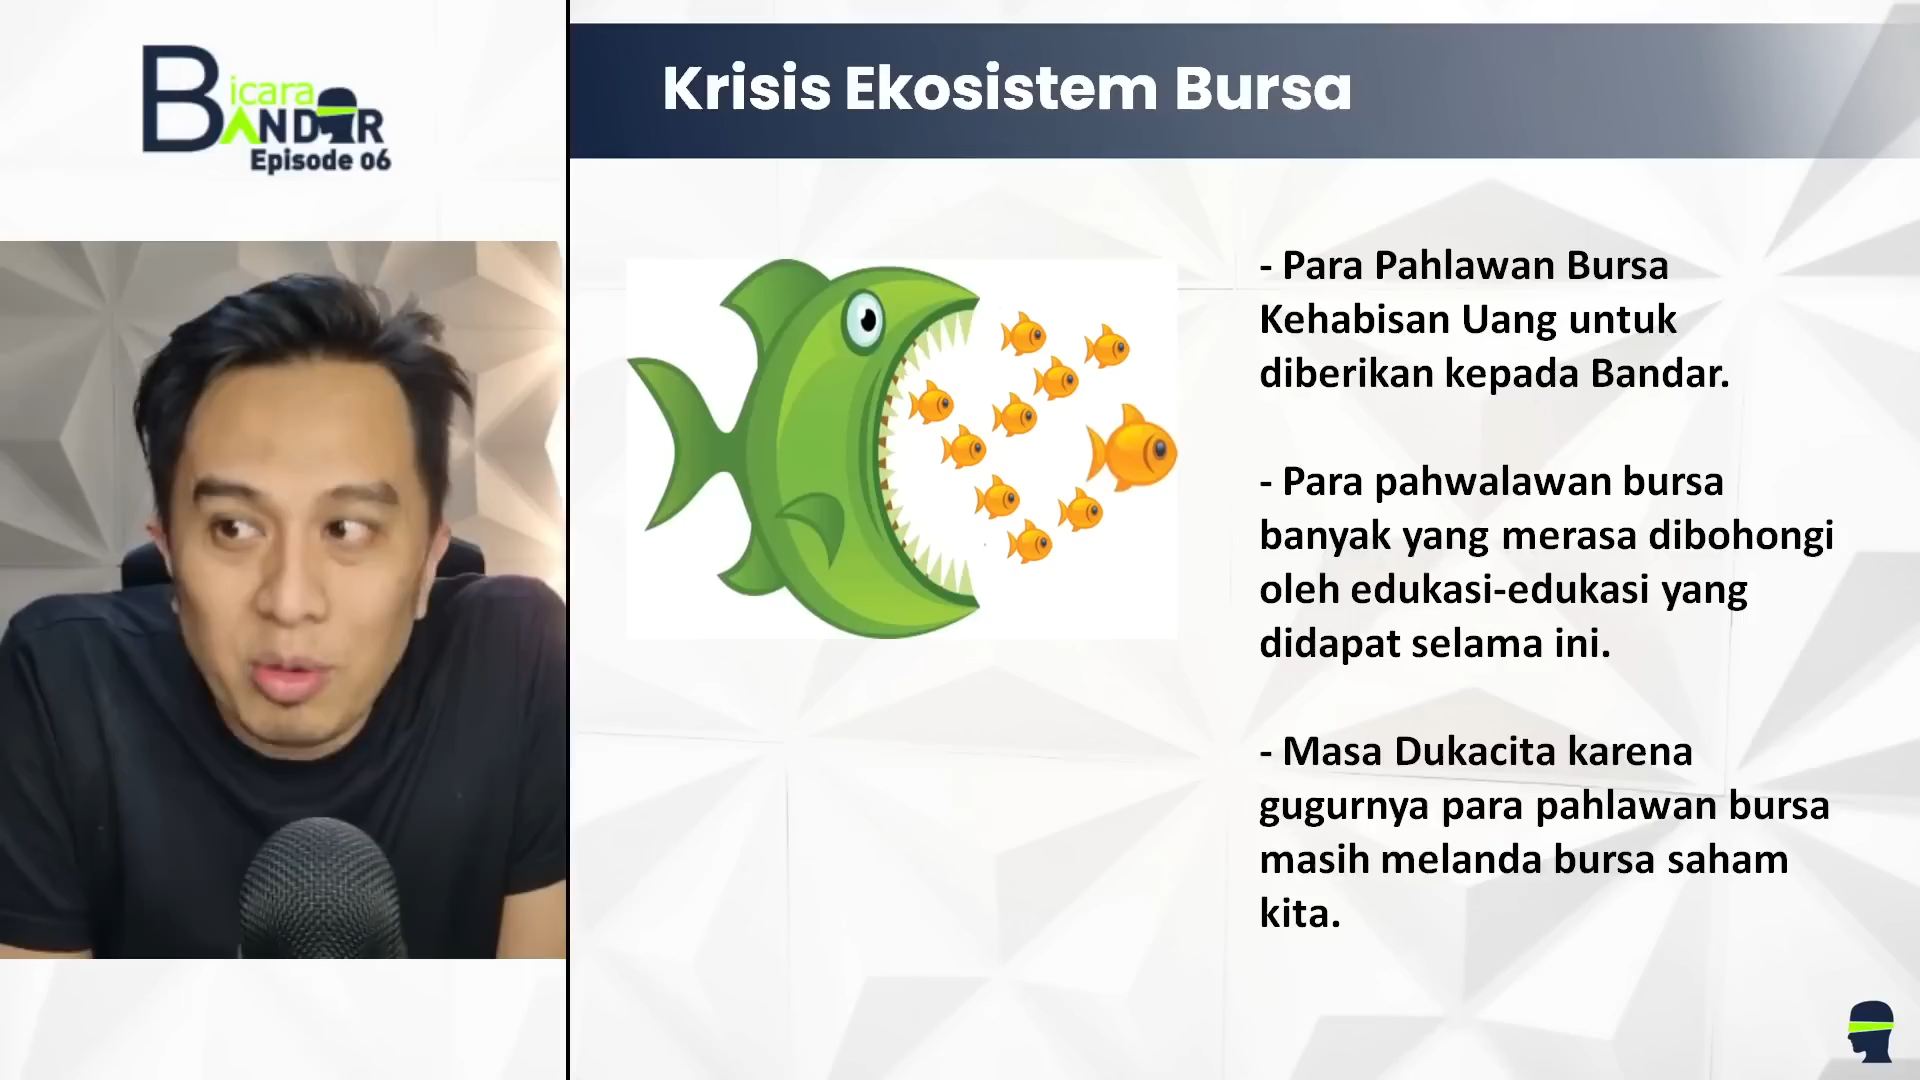 Bicara
BANDAR
Episode 06
Krisis Ekosistem Bursa
- Para Pahlawan Bursa
Kehabisan Uang untuk
diberikan kepada Bandar.
- Para pahwalawan bursa
banyak yang merasa dibohongi
oleh edukasi-edukasi yang
didapat selama ini.
- Masa Dukacita karena
gugurnya para pahlawan bursa
masih melanda bursa saham
kita.